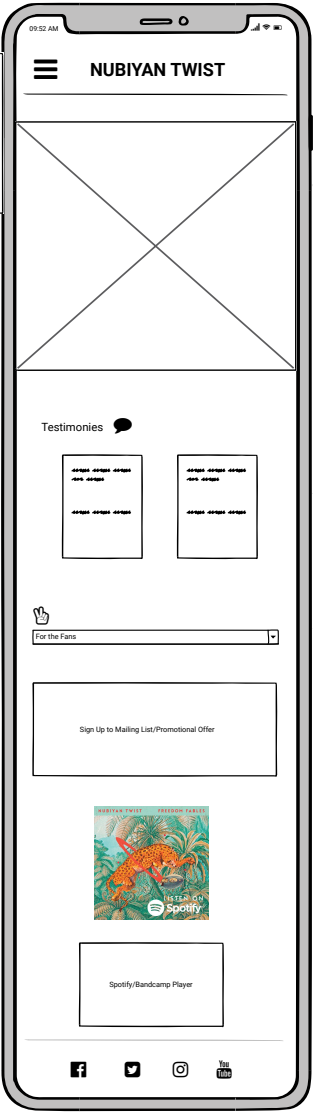 09:52 AM
NUBIYAN TWIST
Testimonies
For the Fans
Sign Up to Mailing List/Promotional Offer
NUBIYAN TWIST FREEDOM FABLES
LISTEN ON
Spotify
Spotify/Bandcamp Player
You
Tube